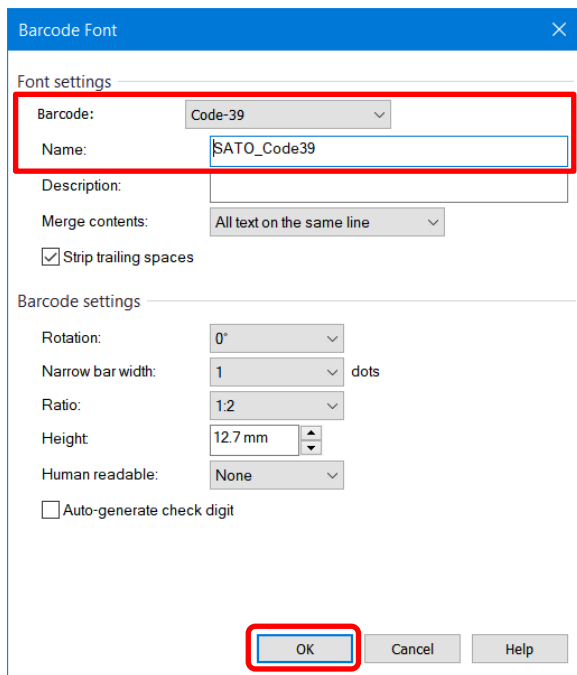 Barcode Font
Font settings
Barcode: Code-39
Name: SATO_Code39
Description:
Merge contents: All text on the same line
Strip trailing spaces
Barcode settings
Rotation: 0°
Narrow bar width: 1 dots
Ratio: 1:2
Height: 12.7 mm
Human readable: None
Auto-generate check digit
OK Cancel Help